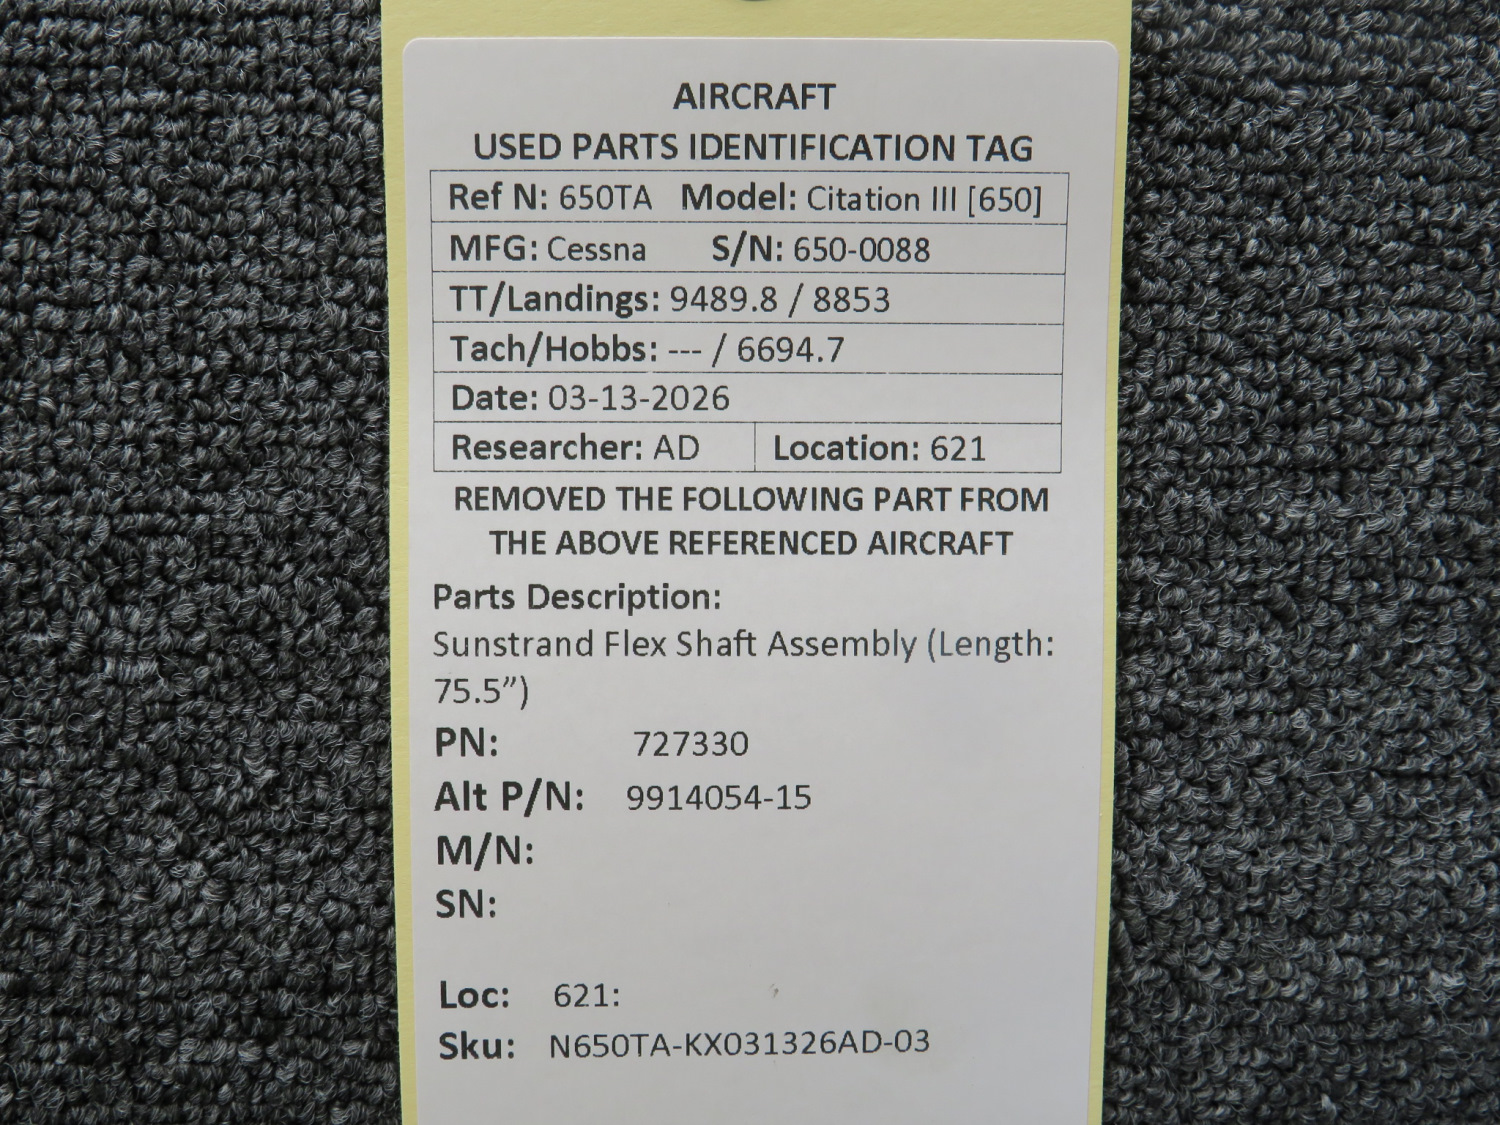 AIRCRAFT
USED PARTS IDENTIFICATION TAG
Ref N: 650TA Model: Citation III [650]
MFG: Cessna S/N: 650-0088
TT/Landings: 9489.8 / 8853
Tach/Hobbs: --- / 6694.7
Date: 03-13-2026
Researcher: AD Location: 621
REMOVED THE FOLLOWING PART FROM
THE ABOVE REFERENCED AIRCRAFT
Parts Description:
Sunstrand Flex Shaft Assembly (Length:
75.5”)
PN: 727330
Alt P/N: 9914054-15
M/N:
SN:
Loc: 621:
Sku: N650TA-KX031326AD-03